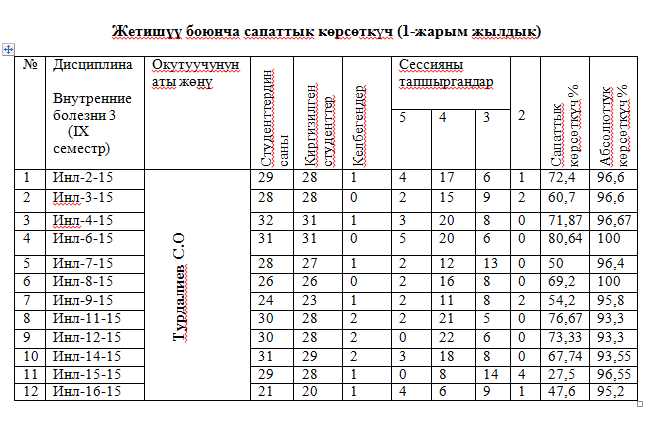 Жетишүү боюнча сапаттык көрсөткүч (1-жарым жылдык)
№ Дисциплина Внутренние болезни 3 (IX семестр) Окутуучунун аты жөнү Студенттердин саны Киргизилген студенттер Келбегендер Сессияны тапшыргандар 5 4 3 2 Сапаттык көрсөткүч % Абсолюттук көрсөткүч %
Турдалиев С.О
1 Инл-2-15 29 28 1 4 17 6 1 72,4 96,6
2 Инл-3-15 28 28 0 2 15 9 2 60,7 96,6
3 Инл-4-15 32 31 1 3 20 8 0 71,87 96,67
4 Инл-6-15 31 31 0 5 20 6 0 80,64 100
5 Инл-7-15 28 27 1 2 12 13 0 50 96,4
6 Инл-8-15 26 26 0 2 16 8 0 69,2 100
7 Инл-9-15 24 23 1 2 11 8 2 54,2 95,8
8 Инл-11-15 30 28 2 2 21 5 0 76,67 93,3
9 Инл-12-15 30 28 2 0 22 6 0 73,33 93,3
10 Инл-14-15 31 29 2 3 18 8 0 67,74 93,55
11 Инл-15-15 29 28 1 0 8 14 4 27,5 96,55
12 Инл-16-15 21 20 1 4 6 9 1 47,6 95,2